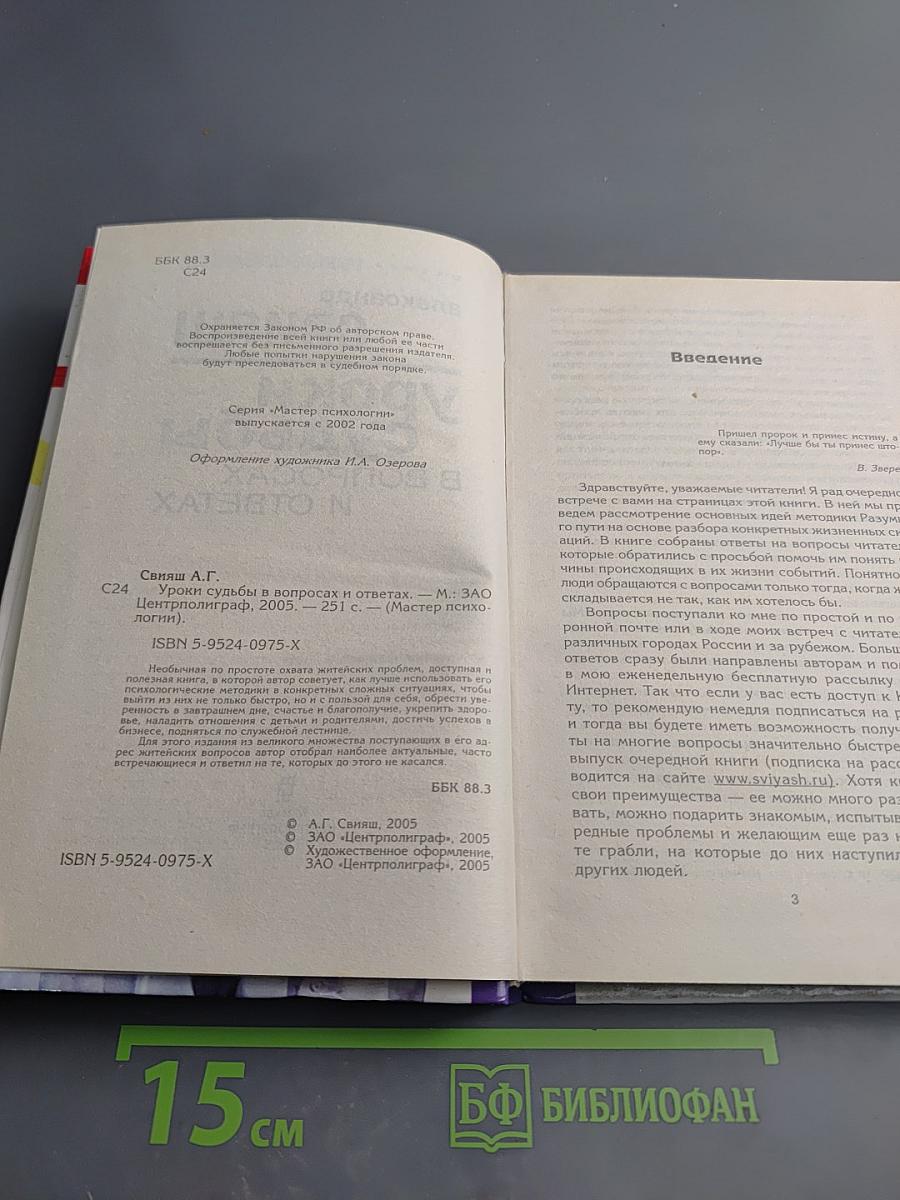 ББК 88.3
С24
Охраняется Законом РФ об авторском праве.
Воспроизведение всей книги или любой ее части
воспрещается без письменного разрешения издателя.
Любые попытки нарушения закона
будут преследоваться в судебном порядке.
Серия «Мастер психологии»
выпускается с 2002 года
Оформление художника И.А. Озерова
Свияш А.Г.
С24 Уроки судьбы в вопросах и ответах. — М.: ЗАО
Центрполиграф, 2005. — 251 с. — (Мастер психо-
логии).
ISBN 5-9524-0975-X
Необычная по простоте охвата житейских проблем, доступная и
полезная книга, в которой автор советует, как лучше использовать его
психологические методики в конкретных сложных ситуациях, чтобы
выйти из них не только быстро, но и с пользой для себя, обрести уве-
ренность в завтрашнем дне, счастье и благополучие, укрепить здоро-
вье, наладить отношения с детьми и родителями, достичь успехов в
бизнесе, подняться по служебной лестнице.
Для этого издания из великого множества поступающих в его ад-
рес житейских вопросов автор отобрал наиболее актуальные, часто
встречающиеся и ответил на те, которых до этого не касался.
ББК 88.3
© А.Г. Свияш, 2005
© ЗАО «Центрполиграф», 2005
© Художественное оформление,
ЗАО «Центрполиграф», 2005
ISBN 5-9524-0975-X
Введение
Пришел пророк и принес истину, а
ему сказали: «Лучше бы ты принес што-
пор».
В. Звере
Здравствуйте, уважаемые читатели! Я рад очередно
встрече с вами на страницах этой книги. В ней мы пр
ведем рассмотрение основных идей методики Разумн
го пути на основе разбора конкретных жизненных си
аций. В книге собраны ответы на вопросы читател
которые обратились с просьбой помочь им понять
чины происходящих в их жизни событий. Понятно
люди обращаются с вопросами только тогда, когда ж
складывается не так, как им хотелось бы.
Вопросы поступали ко мне по простой и по
ронной почте или в ходе моих встреч с читате
различных городах России и за рубежом. Больш
ответов сразу были направлены авторам и по
в мою еженедельную бесплатную рассылку
Интернет. Так что если у вас есть доступ к
ту, то рекомендую немедля подписаться на р
и тогда вы будете иметь возможность получ
ты на многие вопросы значительно быстре
выпуск очередной книги (подписка на расс
водится на сайте www.sviyash.ru). Хотя к
свои преимущества — ее можно много раз
вать, можно подарить знакомым, испытыв
редные проблемы и желающим еще раз н
те грабли, на которые до них наступил
других людей.
3
15 см
БФ БИБЛИОФАН